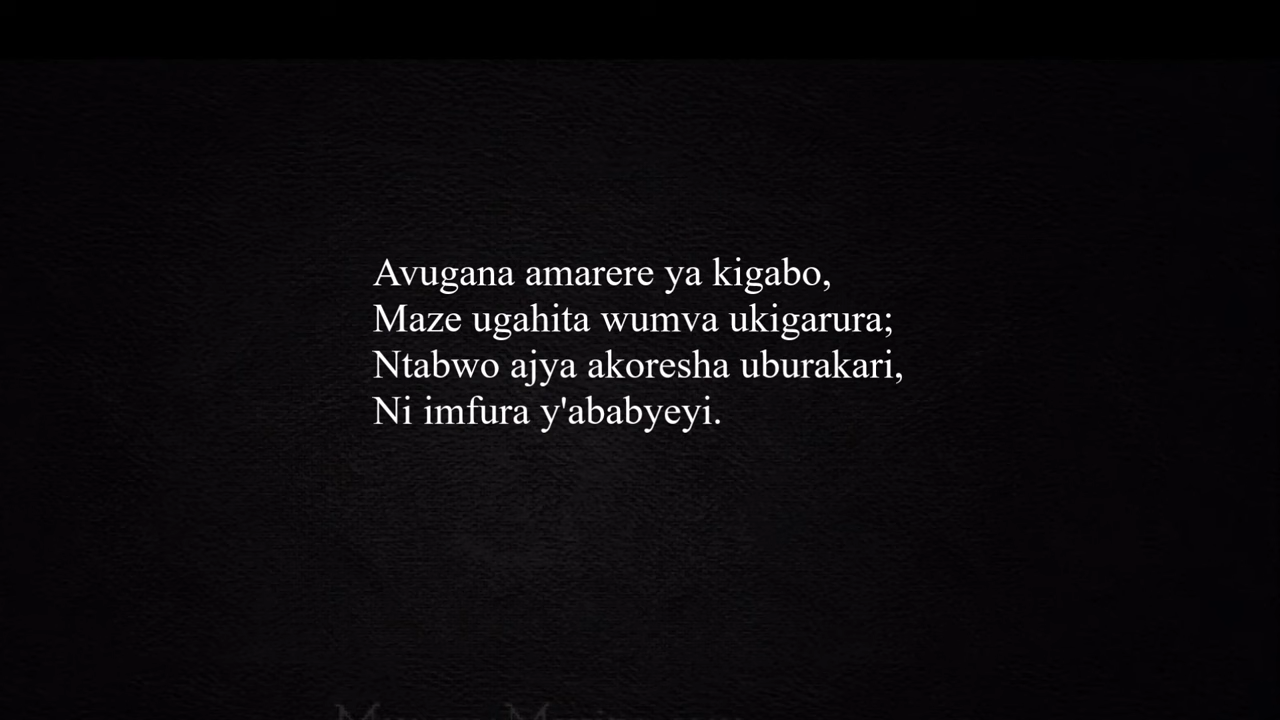 Avugana amarere ya kigabo,
Maze ugahita wumva ukigarura;
Ntabwo ajya akoresha uburakari,
Ni imfura y'ababyeyi.